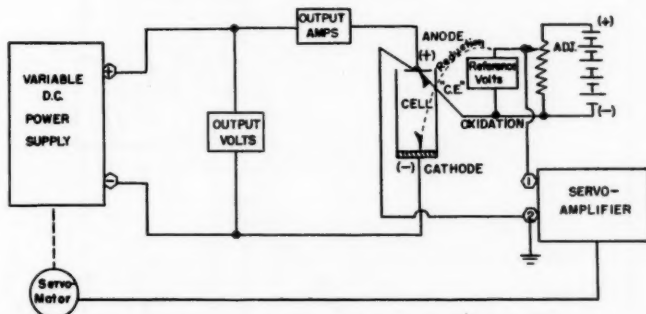 VARIABLE
D.C.
POWER
SUPPLY
+
-
OUTPUT
AMPS
OUTPUT
VOLTS
ANODE
(+)
Reduction
"C.E."
CELL
OXIDATION
(-)
CATHODE
Reference
Volts
ADJ.
(+)
(-)
1
2
SERVO-
AMPLIFIER
Servo-
Motor